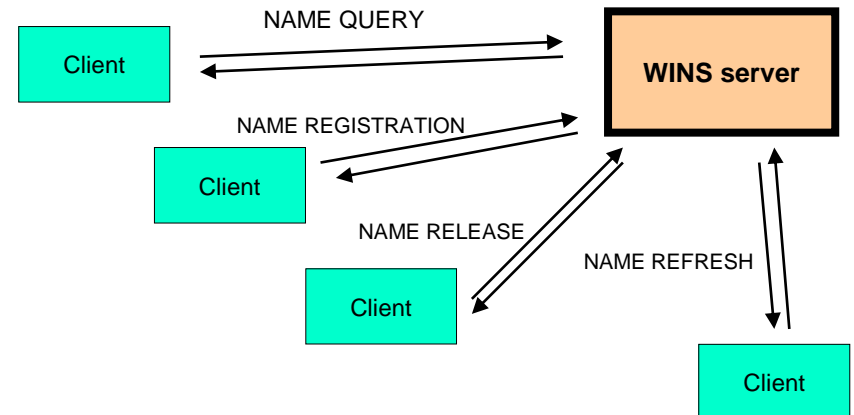 NAME QUERY
Client
WINS server
NAME REGISTRATION
Client
NAME RELEASE
NAME REFRESH
Client
Client